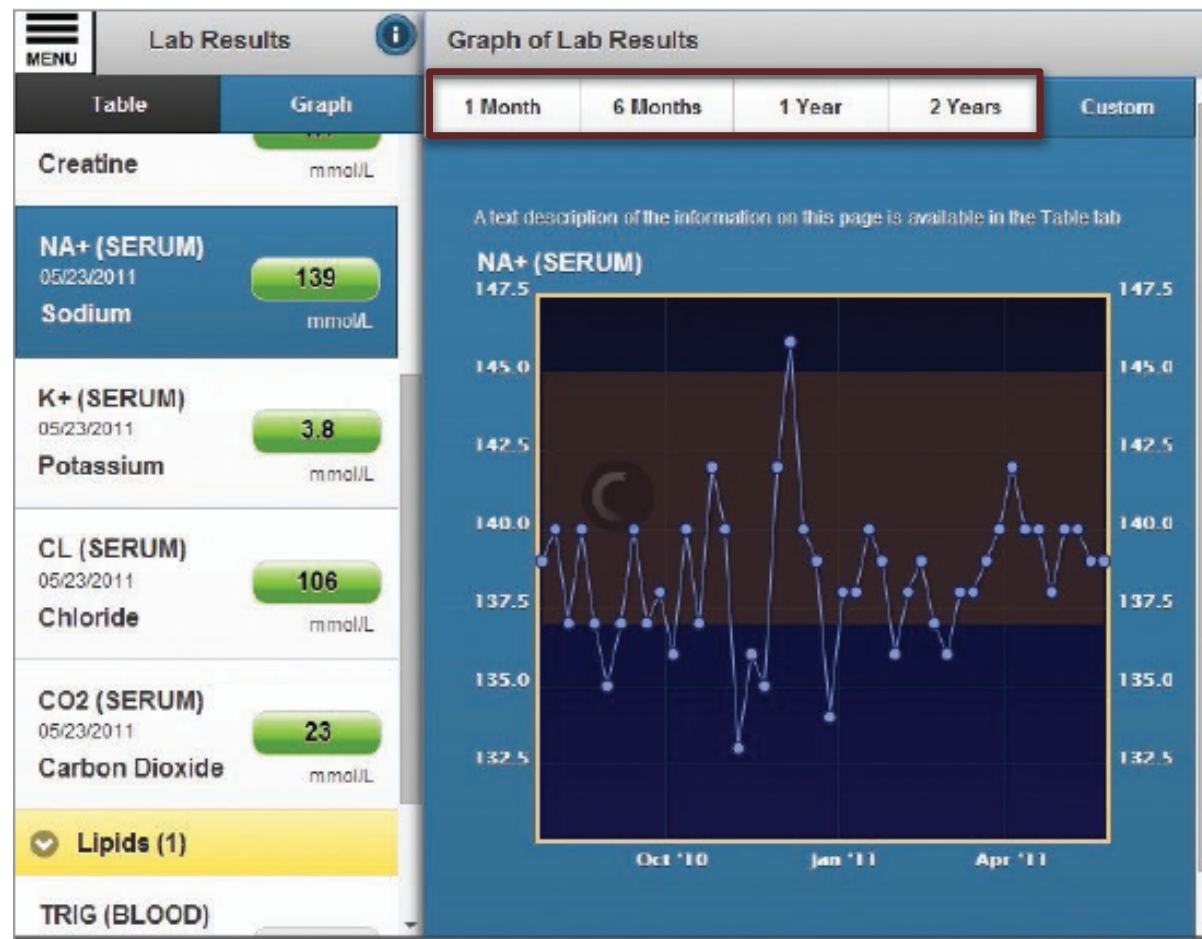 MENU
Lab Results
i
Graph of Lab Results
Table
Graph
1 Month
6 Months
1 Year
2 Years
Custom
Creatine
mmol/L
NA+ (SERUM)
05/23/2011
139
Sodium
mmol/L
K+ (SERUM)
05/23/2011
3.8
Potassium
mmol/L
CL (SERUM)
05/23/2011
106
Chloride
mmol/L
CO2 (SERUM)
05/23/2011
23
Carbon Dioxide
mmol/L
Lipids (1)
TRIG (BLOOD)
A text description of the information on this page is available in the Table tab
NA+ (SERUM)
147.5
147.5
145.0
145.0
142.5
142.5
140.0
140.0
137.5
137.5
135.0
135.0
132.5
132.5
Oct '10
Jan '11
Apr '11